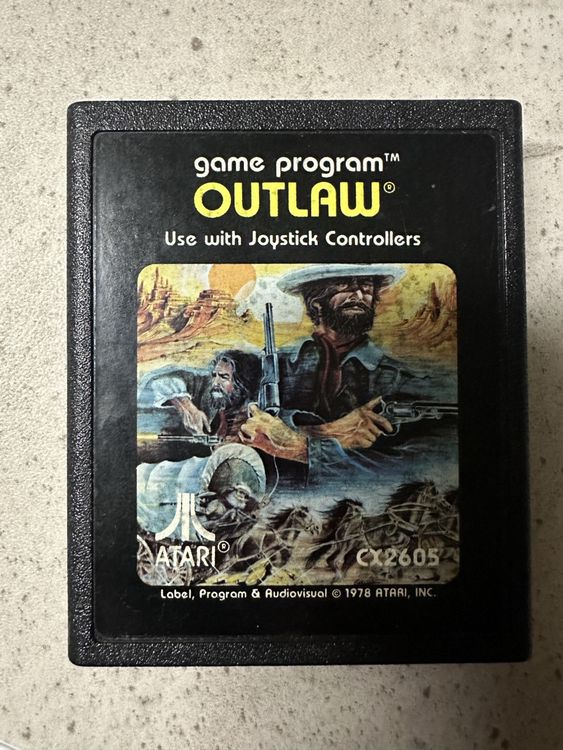 game program™
OUTLAW®
Use with Joystick Controllers
ATARI®
CX2605
Label, Program & Audiovisual © 1978 ATARI, INC.